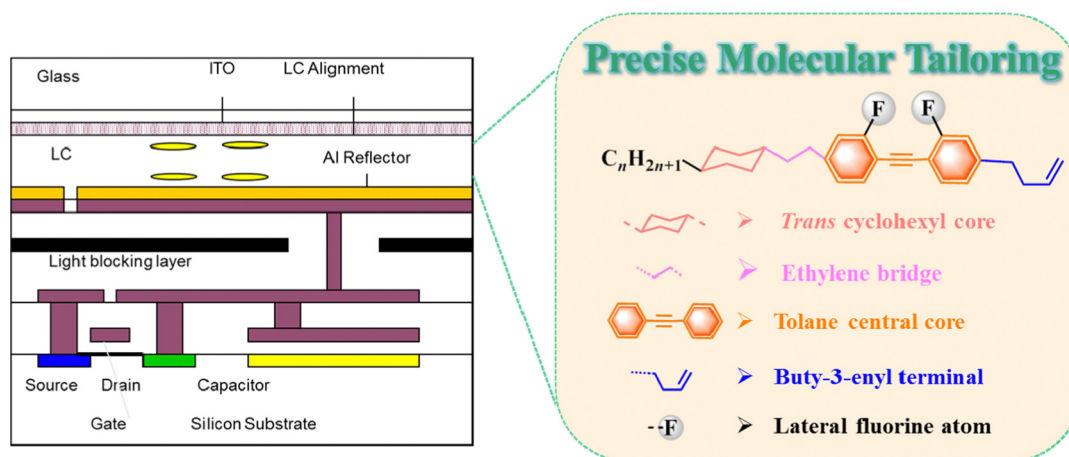 Glass
ITO
LC Alignment
LC
Al Reflector
Light blocking layer
Source
Drain
Capacitor
Gate
Silicon Substrate
Precise Molecular Tailoring
F F
CnH2n+1
Trans cyclohexyl core
Ethylene bridge
Tolane central core
Buty-3-enyl terminal
F
Lateral fluorine atom